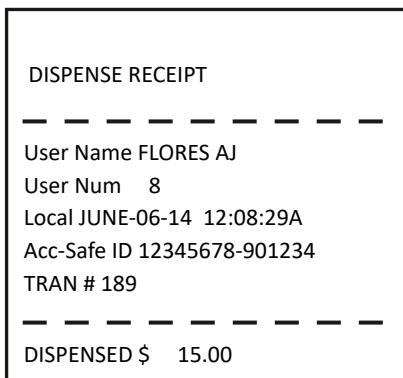 DISPENSE RECEIPT
User Name FLORES AJ
User Num 8
Local JUNE-06-14 12:08:29A
Acc-Safe ID 12345678-901234
TRAN # 189
DISPENSED $ 15.00